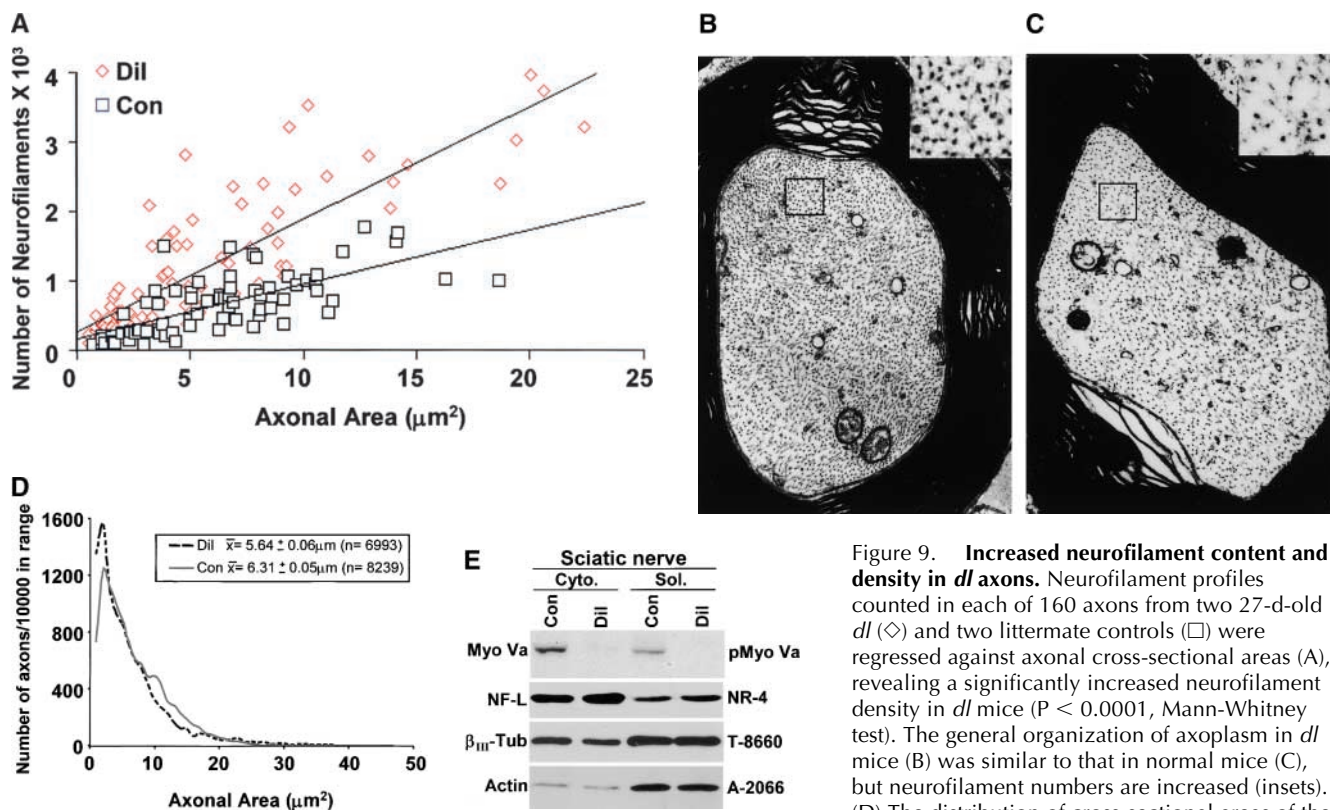 A
Number of Neurofilaments X 10³
4
3
2
1
0
Dil
Con
0 5 10 15 20 25
Axonal Area (µm²)
B
C
D
Number of axons/10000 in range
1600
1200
800
400
0
Dil x̄= 5.64 ± 0.06µm (n= 6993)
Con x̄= 6.31 ± 0.05µm (n= 8239)
0 10 20 30 40 50
Axonal Area (µm²)
E
Sciatic nerve
Cyto. Sol.
Con Dil Con Dil
Myo Va pMyo Va
NF-L NR-4
βIII-Tub T-8660
Actin A-2066
Figure 9. Increased neurofilament content and
density in dl axons. Neurofilament profiles
counted in each of 160 axons from two 27-d-old
dl (◇) and two littermate controls (□) were
regressed against axonal cross-sectional areas (A),
revealing a significantly increased neurofilament
density in dl mice (P < 0.0001, Mann-Whitney
test). The general organization of axoplasm in dl
mice (B) was similar to that in normal mice (C),
but neurofilament numbers are increased (insets).